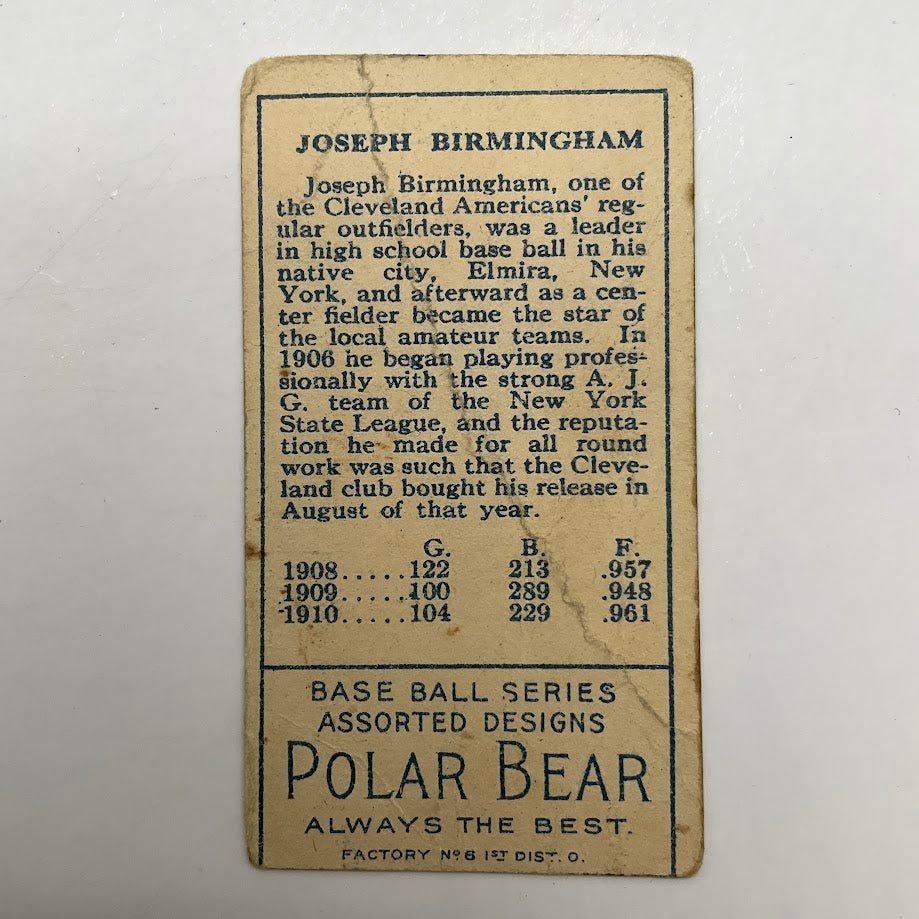 JOSEPH BIRMINGHAM
Joseph Birmingham, one of
the Cleveland Americans' reg-
ular outfielders, was a leader
in high school base ball in his
native city, Elmira, New
York, and afterward as a cen-
ter fielder became the star of
the local amateur teams. In
1906 he began playing profes-
sionally with the strong A. J.
G. team of the New York
State League, and the reputa-
tion he made for all round
work was such that the Cleve-
land club bought his release in
August of that year.
G. B. F.
1908.....122 213 .957
1909.....100 289 .948
1910.....104 229 .961
BASE BALL SERIES
ASSORTED DESIGNS
POLAR BEAR
ALWAYS THE BEST.
FACTORY Nº 6 1ST DIST. O.